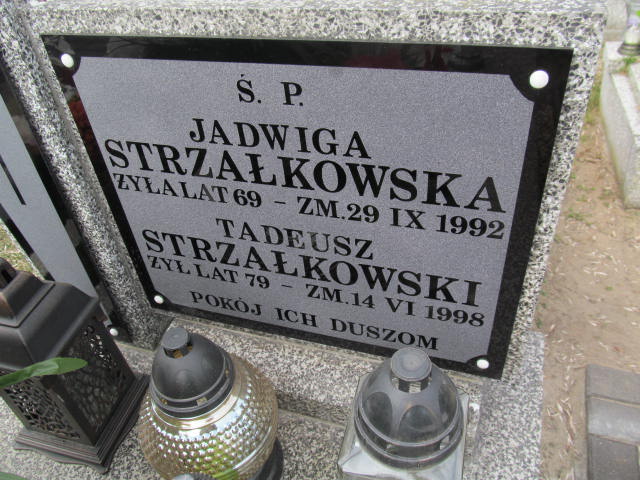 Ś. P.
JADWIGA
STRZAŁKOWSKA
ŻYŁA LAT 69 - ZM. 29 IX 1992
TADEUSZ
STRZAŁKOWSKI
ŻYŁ LAT 79 - ZM. 14 VI 1998
POKÓJ ICH DUSZOM